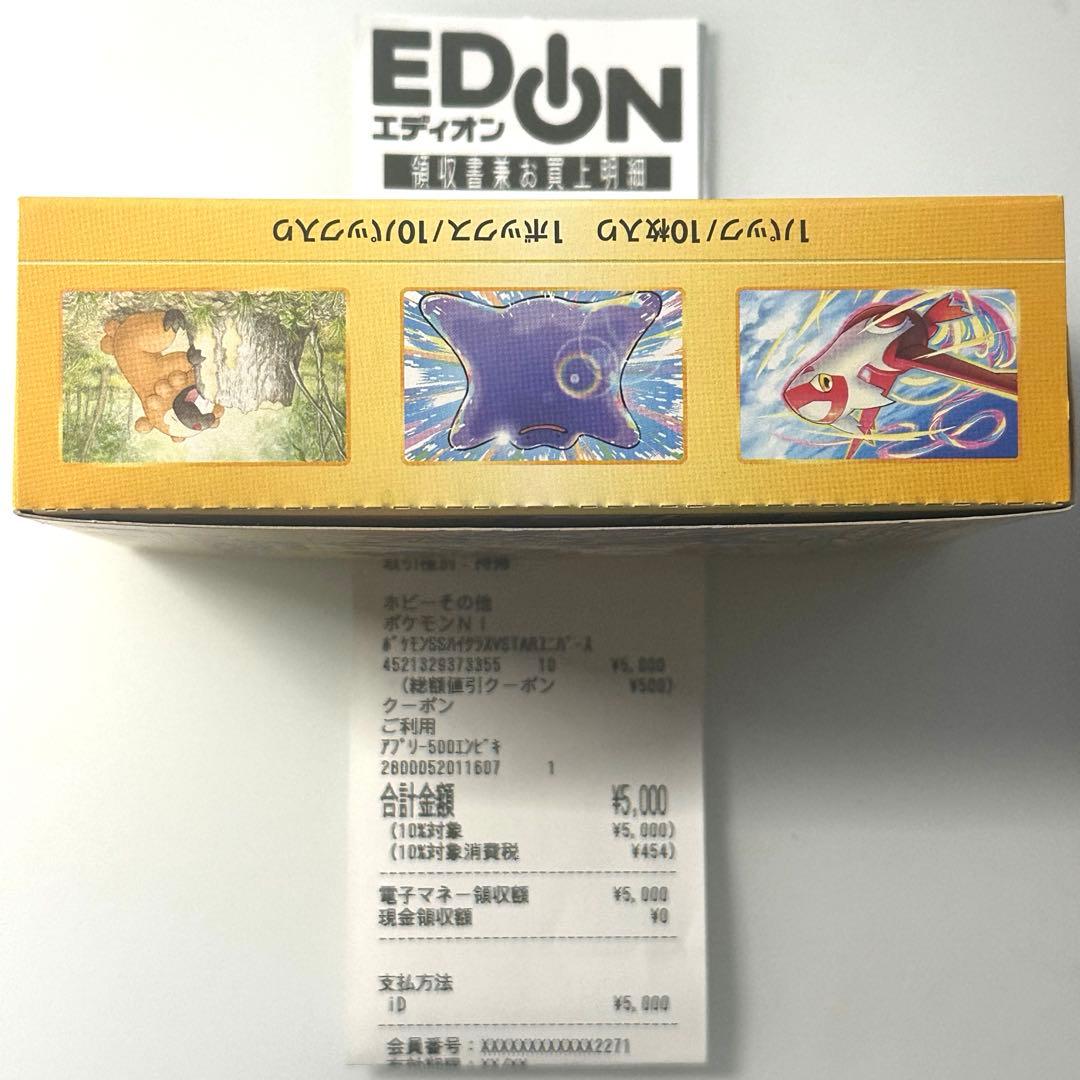 EDION
エディオン
領収書兼お買上明細
1パック/10枚入り 1ボックス/10パック入り
ホビーその他
ポケモンNI
ﾎﾟｹﾓﾝSSﾊｲｸﾗｽVSTARﾕﾆﾊﾞｰｽ
4521329373355 10 ¥5,000
(総額値引クーポン ¥500)
クーポン
ご利用
ｱﾌﾟﾘｰ500ｴﾝﾋﾞｷ
2800052011607 1
合計金額 ¥5,000
(10%対象 ¥5,000)
(10%対象消費税 ¥454)
電子マネー領収額 ¥5,000
現金領収額 ¥0
支払方法
iD ¥5,000
会員番号:XXXXXXXXXXXX2271
有効期限:XX/XX